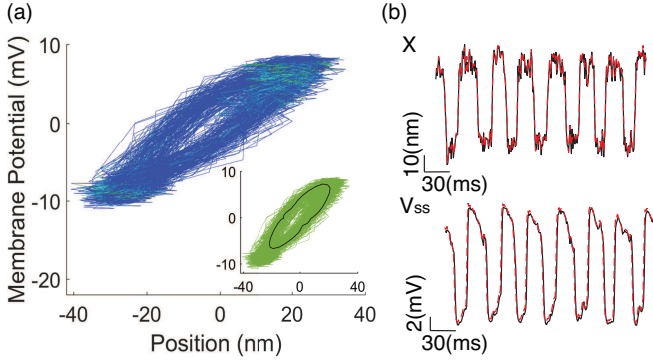 (a)
10
0
-10
-20
Membrane Potential (mV)
-40
-20
0
20
40
Position (nm)
10
0
-10
-40
0
40
(b)
X
10(nm)
30(ms)
Vss
2(mV)
30(ms)